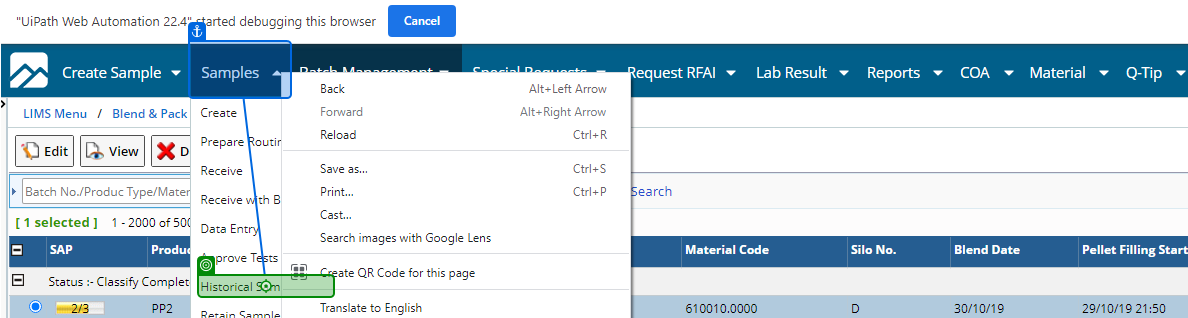 "UiPath Web Automation 22.4" started debugging this browser Cancel
Create Sample Samples Batch Management Special Requests Request RFAI Lab Result Reports COA Material Q-Tip
LIMS Menu / Blend & Pack
Edit View D
Batch No./Produc Type/Mater Search
[ 1 selected ] 1 - 2000 of 500
SAP Produc Material Code Silo No. Blend Date Pellet Filling Start
Status :- Classify Complet
2/3 PP2 610010.0000 D 30/10/19 29/10/19 21:50
Create
Prepare Routin
Receive
Receive with B
Data Entry
Approve Tests
Historical Sam
Retain Sample
Back Alt+Left Arrow
Forward Alt+Right Arrow
Reload Ctrl+R
Save as... Ctrl+S
Print... Ctrl+P
Cast...
Search images with Google Lens
Create QR Code for this page
Translate to English